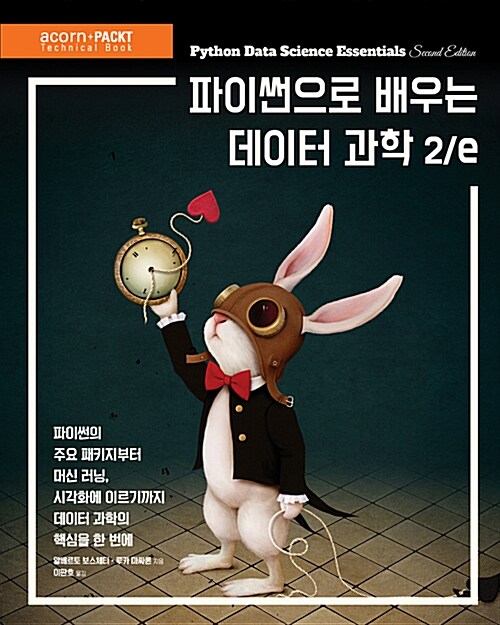 acorn+PACKT
Technical Book
Python Data Science Essentials Second Edition
파이썬으로 배우는
데이터 과학 2/e
파이썬의
주요 패키지부터
머신 러닝,
시각화에 이르기까지
데이터 과학의
핵심을 한 번에
알베르토 보스체티 · 루카 마싸론 지음
이판호 옮김